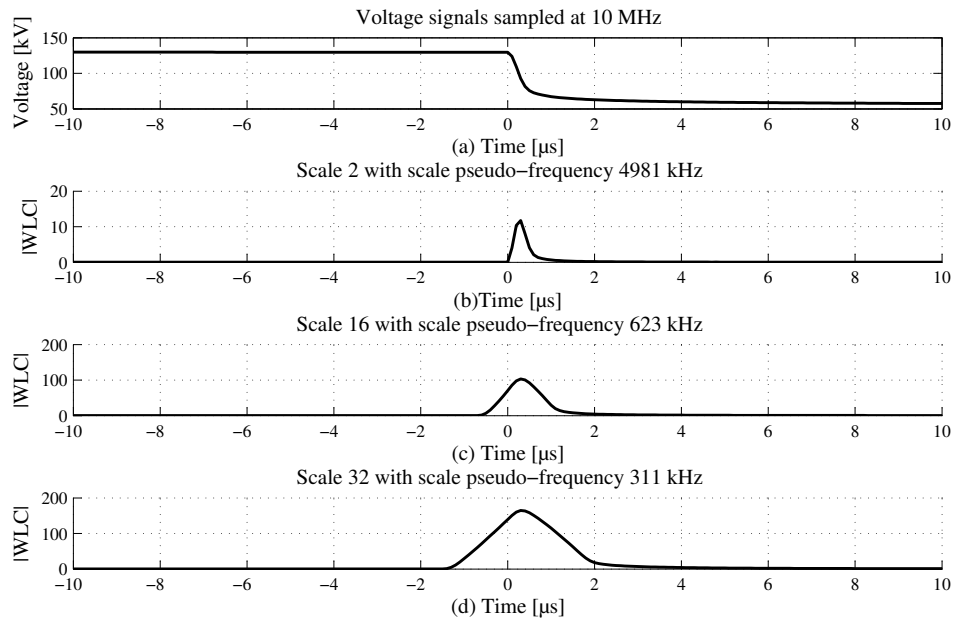 Voltage signals sampled at 10 MHz
Voltage [kV]
150
100
50
−10 −8 −6 −4 −2 0 2 4 6 8 10
(a) Time [µs]
Scale 2 with scale pseudo−frequency 4981 kHz
|WLC|
20
10
0
−10 −8 −6 −4 −2 0 2 4 6 8 10
(b)Time [µs]
Scale 16 with scale pseudo−frequency 623 kHz
|WLC|
200
100
0
−10 −8 −6 −4 −2 0 2 4 6 8 10
(c) Time [µs]
Scale 32 with scale pseudo−frequency 311 kHz
|WLC|
200
100
0
−10 −8 −6 −4 −2 0 2 4 6 8 10
(d) Time [µs]